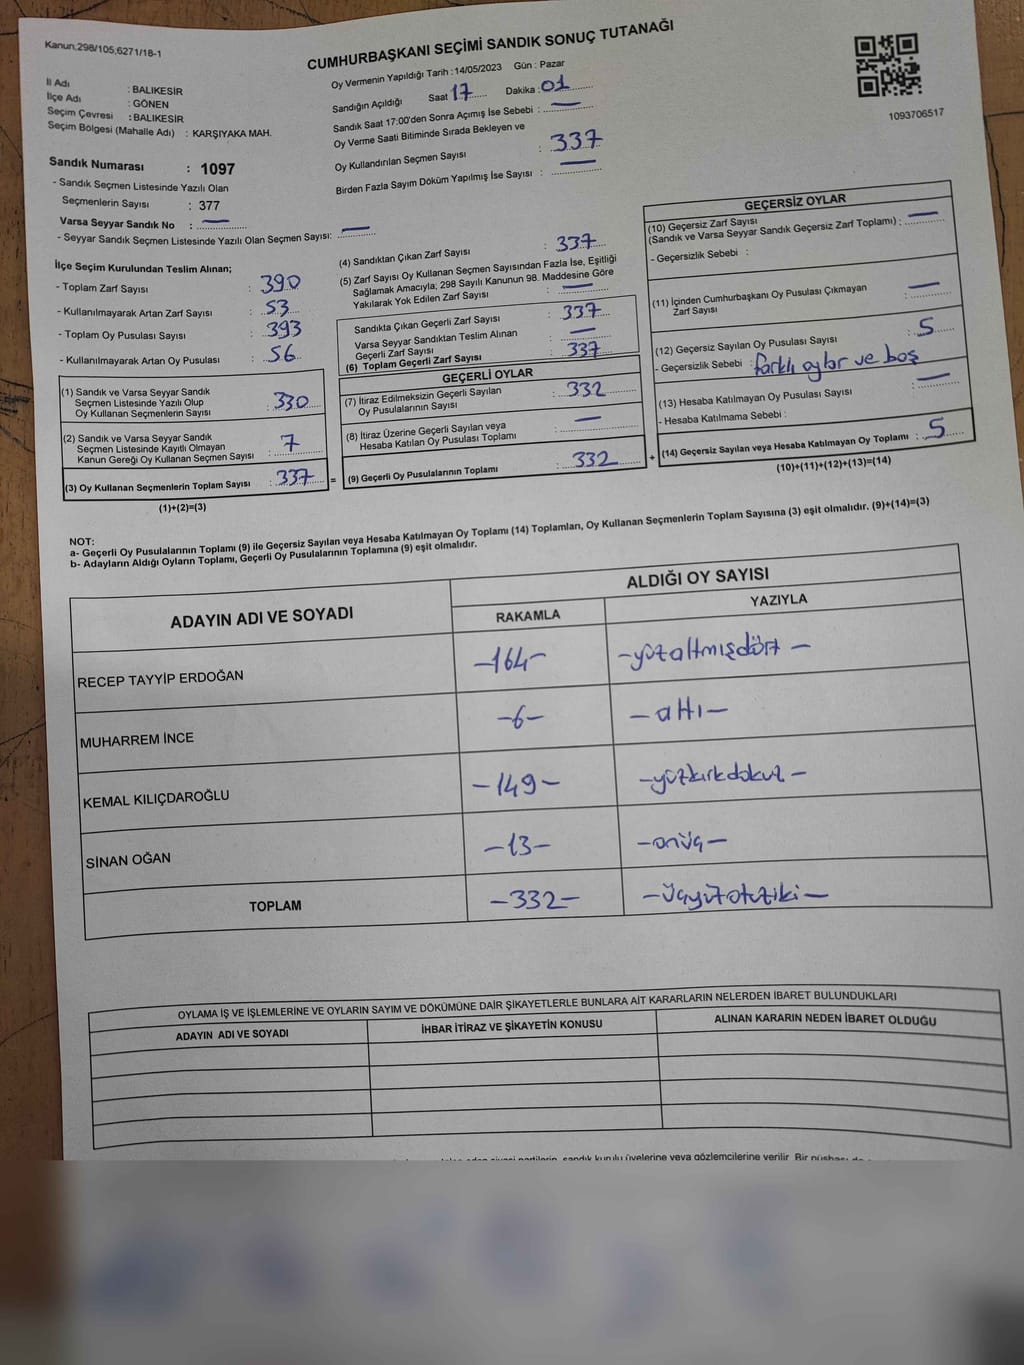 Kanun,298/105;6271/18-1
CUMHURBAŞKANI SEÇİMİ SANDIK SONUÇ TUTANAĞI
İl Adı : BALIKESİR
İlçe Adı : GÖNEN
Seçim Çevresi : BALIKESİR
Seçim Bölgesi (Mahalle Adı) : KARŞIYAKA MAH.
Oy Vermenin Yapıldığı Tarih : 14/05/2023 Gün : Pazar
Sandığın Açıldığı Saat 17 Dakika : 01
Sandık Saat 17:00'den Sonra Açımış İse Sebebi : —
Oy Verme Saati Bitiminde Sırada Bekleyen ve
Oy Kullandırılan Seçmen Sayısı : 337
Birden Fazla Sayım Döküm Yapılmış İse Sayısı : —
1093706517
Sandık Numarası : 1097
- Sandık Seçmen Listesinde Yazılı Olan
Seçmenlerin Sayısı : 377
Varsa Seyyar Sandık No : —
- Seyyar Sandık Seçmen Listesinde Yazılı Olan Seçmen Sayısı: —
İlçe Seçim Kurulundan Teslim Alınan;
- Toplam Zarf Sayısı : 390
- Kullanılmayarak Artan Zarf Sayısı : 53
- Toplam Oy Pusulası Sayısı : 393
- Kullanılmayarak Artan Oy Pusulası : 56
(1) Sandık ve Varsa Seyyar Sandık
Seçmen Listesinde Yazılı Olup
Oy Kullanan Seçmenlerin Sayısı : 330
(2) Sandık ve Varsa Seyyar Sandık
Seçmen Listesinde Kayıtlı Olmayan
Kanun Gereği Oy Kullanan Seçmen Sayısı : 7
(3) Oy Kullanan Seçmenlerin Toplam Sayısı : 337
(1)+(2)=(3)
(4) Sandıktan Çıkan Zarf Sayısı : 337
(5) Zarf Sayısı Oy Kullanan Seçmen Sayısından Fazla İse, Eşitliği
Sağlamak Amacıyla; 298 Sayılı Kanunun 98. Maddesine Göre
Yakılarak Yok Edilen Zarf Sayısı : —
Sandıkta Çıkan Geçerli Zarf Sayısı : 337
Varsa Seyyar Sandıktan Teslim Alınan
Geçerli Zarf Sayısı : —
(6) Toplam Geçerli Zarf Sayısı : 337
GEÇERLİ OYLAR
(7) İtiraz Edilmeksizin Geçerli Sayılan
Oy Pusulalarının Sayısı : 332
(8) İtiraz Üzerine Geçerli Sayılan veya
Hesaba Katılan Oy Pusulası Toplamı : —
= (9) Geçerli Oy Pusulalarının Toplamı : 332
GEÇERSİZ OYLAR
(10) Geçersiz Zarf Sayısı
(Sandık ve Varsa Seyyar Sandık Geçersiz Zarf Toplamı) : —
- Geçersizlik Sebebi :
(11) İçinden Cumhurbaşkanı Oy Pusulası Çıkmayan
Zarf Sayısı : —
(12) Geçersiz Sayılan Oy Pusulası Sayısı : 5
- Geçersizlik Sebebi : farklı oylar ve boş
(13) Hesaba Katılmayan Oy Pusulası Sayısı : —
- Hesaba Katılmama Sebebi :
+ (14) Geçersiz Sayılan veya Hesaba Katılmayan Oy Toplamı : 5
(10)+(11)+(12)+(13)=(14)
NOT:
a- Geçerli Oy Pusulalarının Toplamı (9) ile Geçersiz Sayılan veya Hesaba Katılmayan Oy Toplamı (14) Toplamları, Oy Kullanan Seçmenlerin Toplam Sayısına (3) eşit olmalıdır. (9)+(14)=(3)
b- Adayların Aldığı Oyların Toplamı, Geçerli Oy Pusulalarının Toplamına (9) eşit olmalıdır.
ADAYIN ADI VE SOYADI ALDIĞI OY SAYISI
RAKAMLA YAZIYLA
RECEP TAYYİP ERDOĞAN -164- -yüzaltmışdört-
MUHARREM İNCE -6- -altı-
KEMAL KILIÇDAROĞLU -149- -yüzkırkdokuz-
SİNAN OĞAN -13- -onüç-
TOPLAM -332- -üçyüzotuziki-
OYLAMA İŞ VE İŞLEMLERİNE VE OYLARIN SAYIM VE DÖKÜMÜNE DAİR ŞİKAYETLERLE BUNLARA AİT KARARLARIN NELERDEN İBARET BULUNDUKLARI
ADAYIN ADI VE SOYADI İHBAR İTİRAZ VE ŞİKAYETİN KONUSU ALINAN KARARIN NEDEN İBARET OLDUĞU
siyasi partilerin, sandık kurulu üyelerine veya gözlemcilerine verilir. Bir